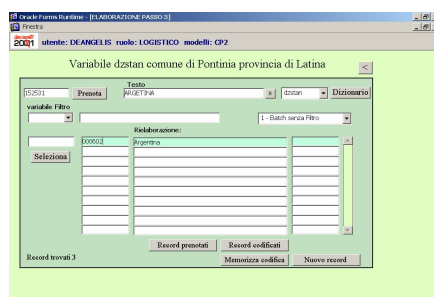 Oracle Forms Runtime - [ELABORAZIONE PASSO 3]
Finestra
2001 utente: DEANGELIS ruolo: LOGISTICO modelli: CP2
Variabile dzstan comune di Pontinia provincia di Latina <
Testo
152531 Prenota ARGETINA dzstan Dizionario
variabile Filtro
1 - Batch senza Filtro
Rielaborazione:
000602 Argentina
Seleziona
Record prenotati Record codificati
Record trovati 3 Memorizza codifica Nuovo record